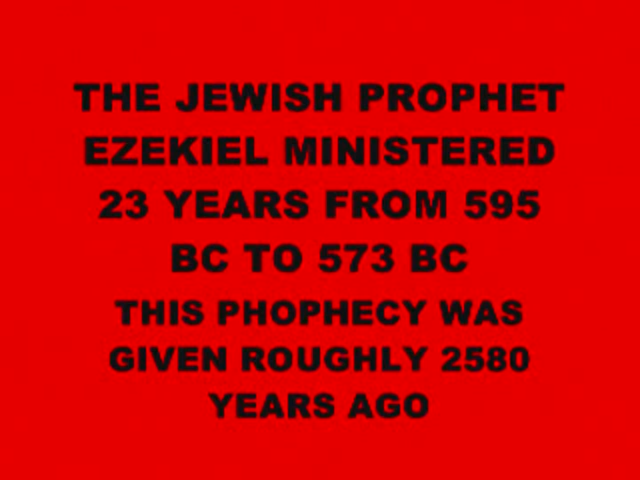 THE JEWISH PROPHET
EZEKIEL MINISTERED
23 YEARS FROM 595
BC TO 573 BC
THIS PHOPHECY WAS
GIVEN ROUGHLY 2580
YEARS AGO